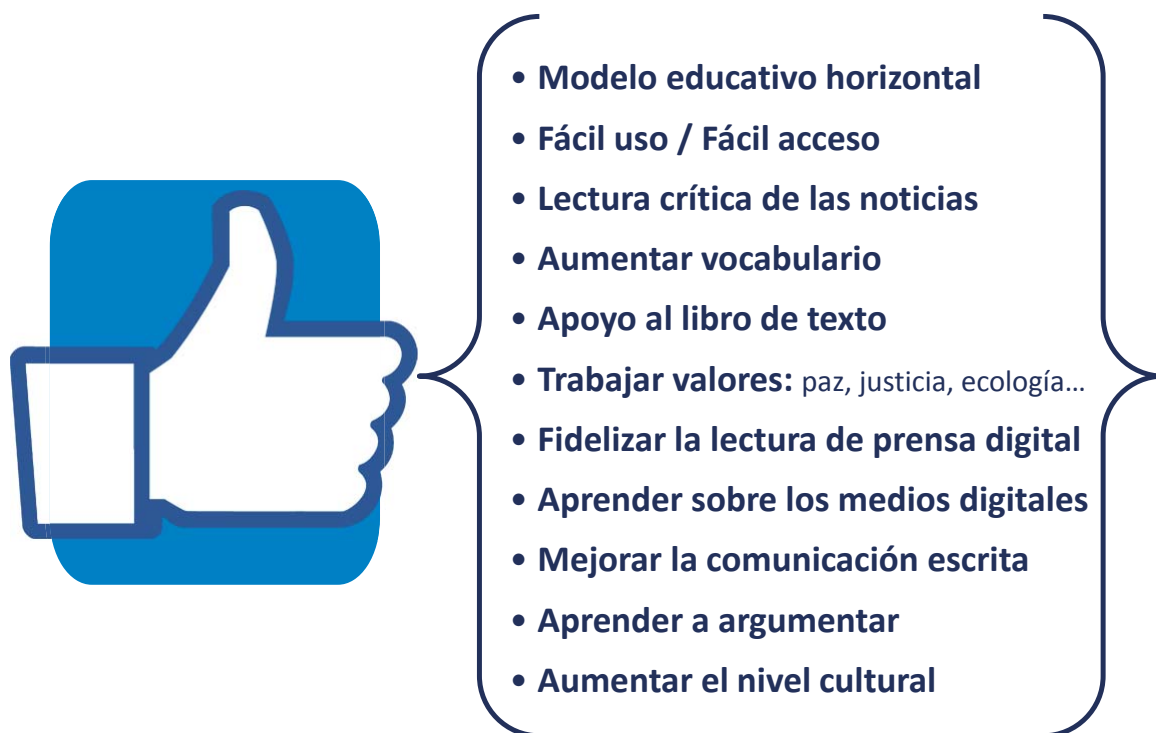 • Modelo educativo horizontal
• Fácil uso / Fácil acceso
• Lectura crítica de las noticias
• Aumentar vocabulario
• Apoyo al libro de texto
• Trabajar valores: paz, justicia, ecología…
• Fidelizar la lectura de prensa digital
• Aprender sobre los medios digitales
• Mejorar la comunicación escrita
• Aprender a argumentar
• Aumentar el nivel cultural